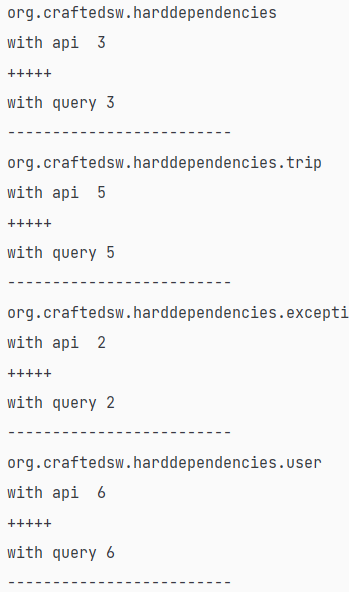 org.craftedsw.harddependencies
with api  3
+++++
with query 3
-------------------------
org.craftedsw.harddependencies.trip
with api  5
+++++
with query 5
-------------------------
org.craftedsw.harddependencies.excepti
with api  2
+++++
with query 2
-------------------------
org.craftedsw.harddependencies.user
with api  6
+++++
with query 6
-------------------------